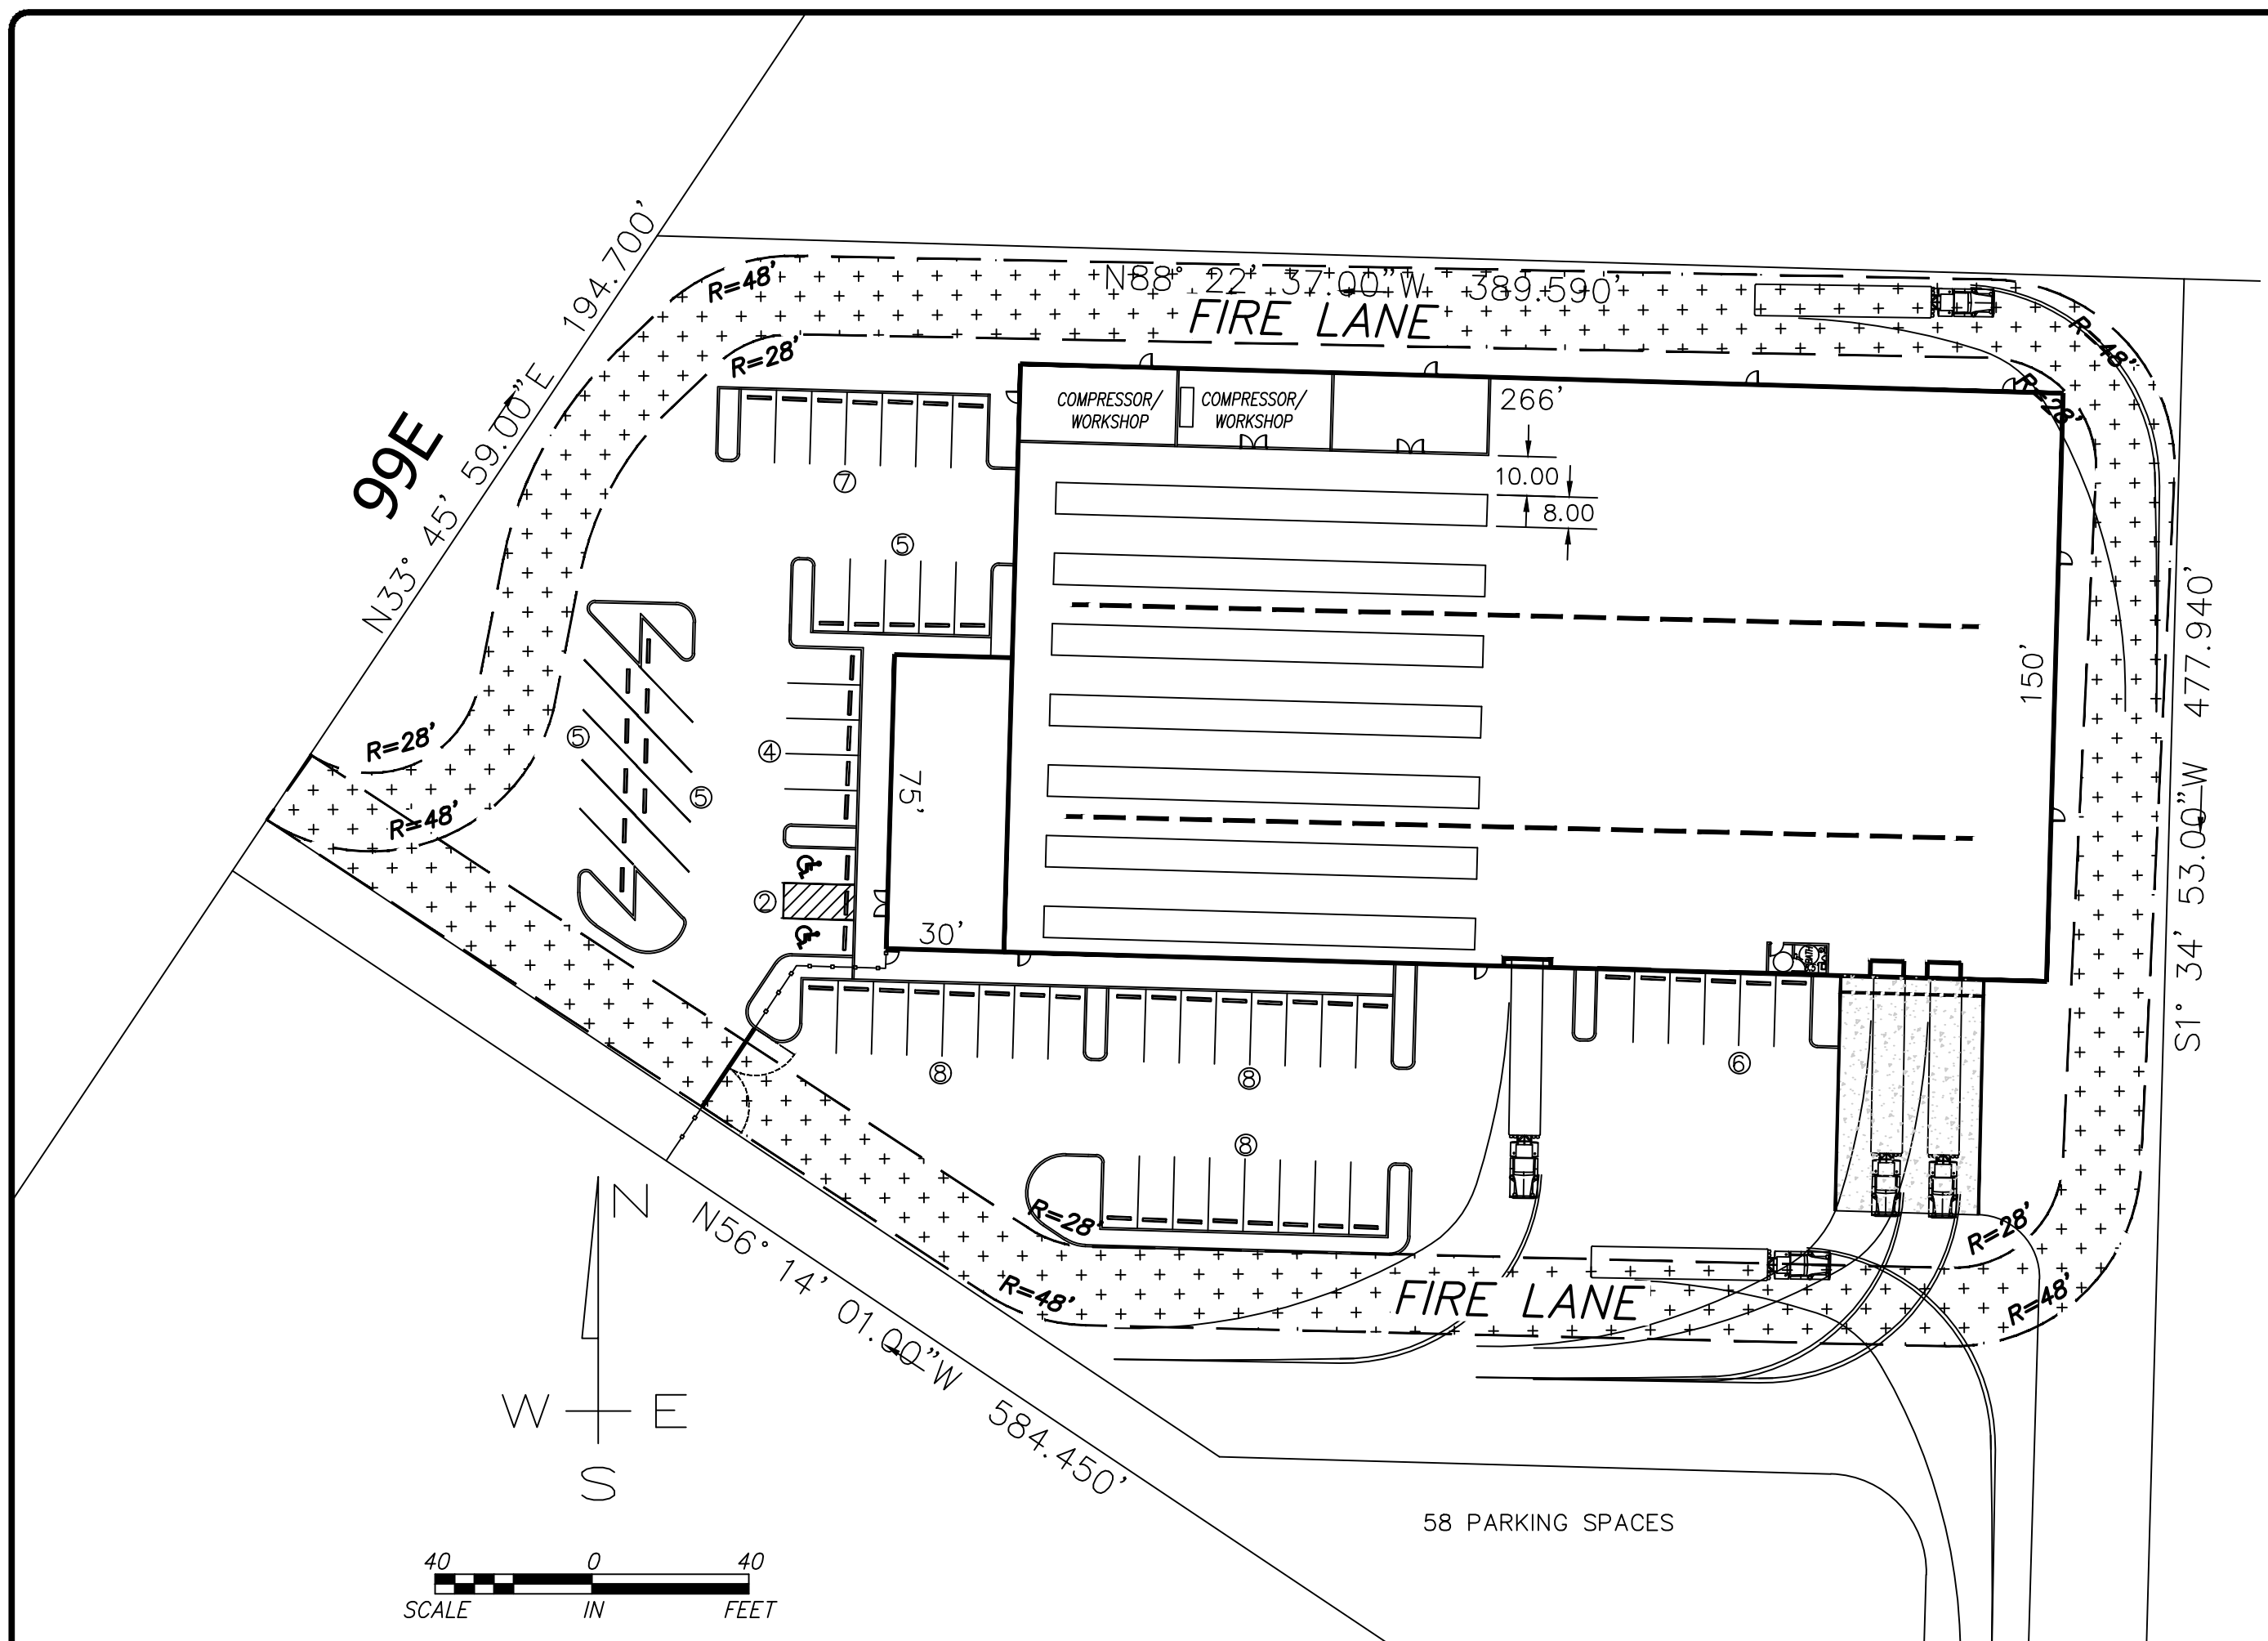 99E
N33° 45' 59.00"E 194.700'
N88° 22' 37.00"W 389.590'
R=48'
R=28'
FIRE LANE
R=48'
R=28'
COMPRESSOR/
WORKSHOP
COMPRESSOR/
WORKSHOP
266'
10.00
8.00
7
5
150'
S1° 34' 53.00"W 477.940'
R=28'
R=48'
5
5
4
2
75'
30'
8
8
6
8
R=28'
R=48'
FIRE LANE
R=28'
R=48'
N56° 14' 01.00"W 584.450'
N
W E
S
58 PARKING SPACES
40 0 40
SCALE IN FEET